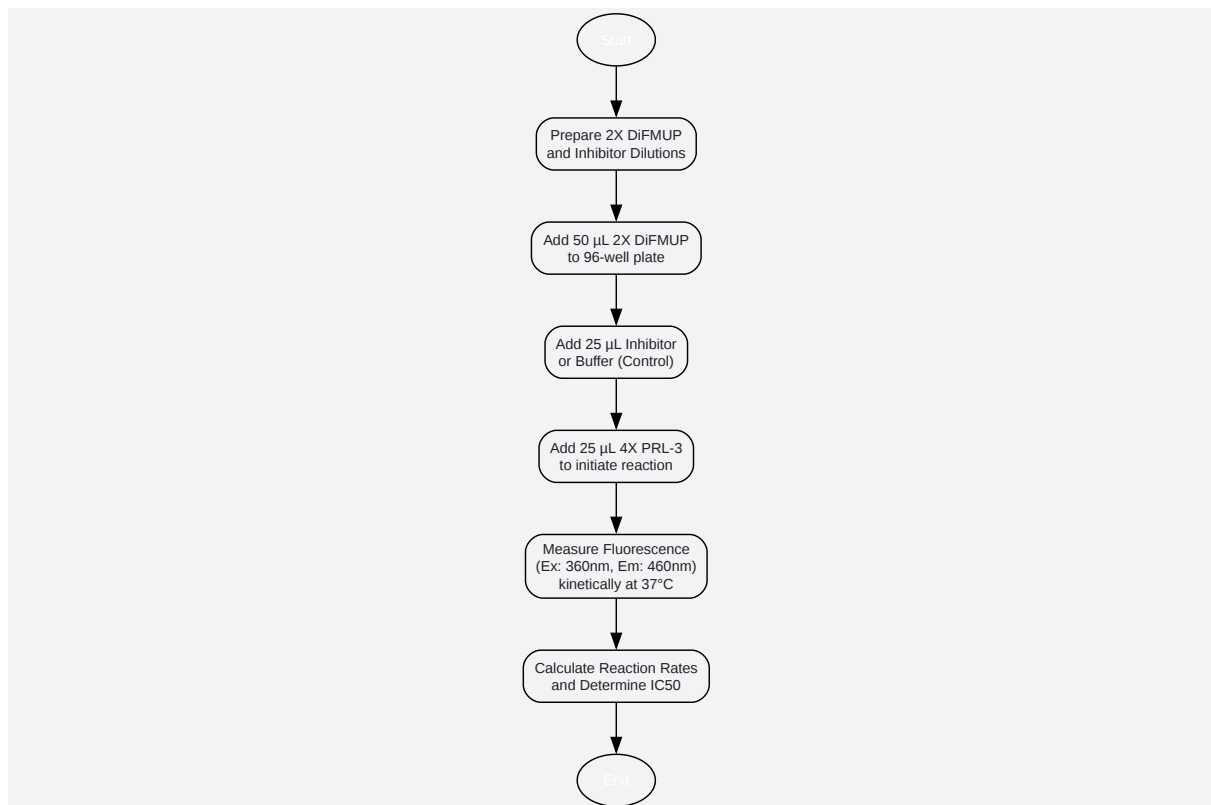 Start
Prepare 2X DiFMUP
and Inhibitor Dilutions
Add 50 µL 2X DiFMUP
to 96-well plate
Add 25 µL Inhibitor
or Buffer (Control)
Add 25 µL 4X PRL-3
to initiate reaction
Measure Fluorescence
(Ex: 360nm, Em: 460nm)
kinetically at 37°C
Calculate Reaction Rates
and Determine IC50
End